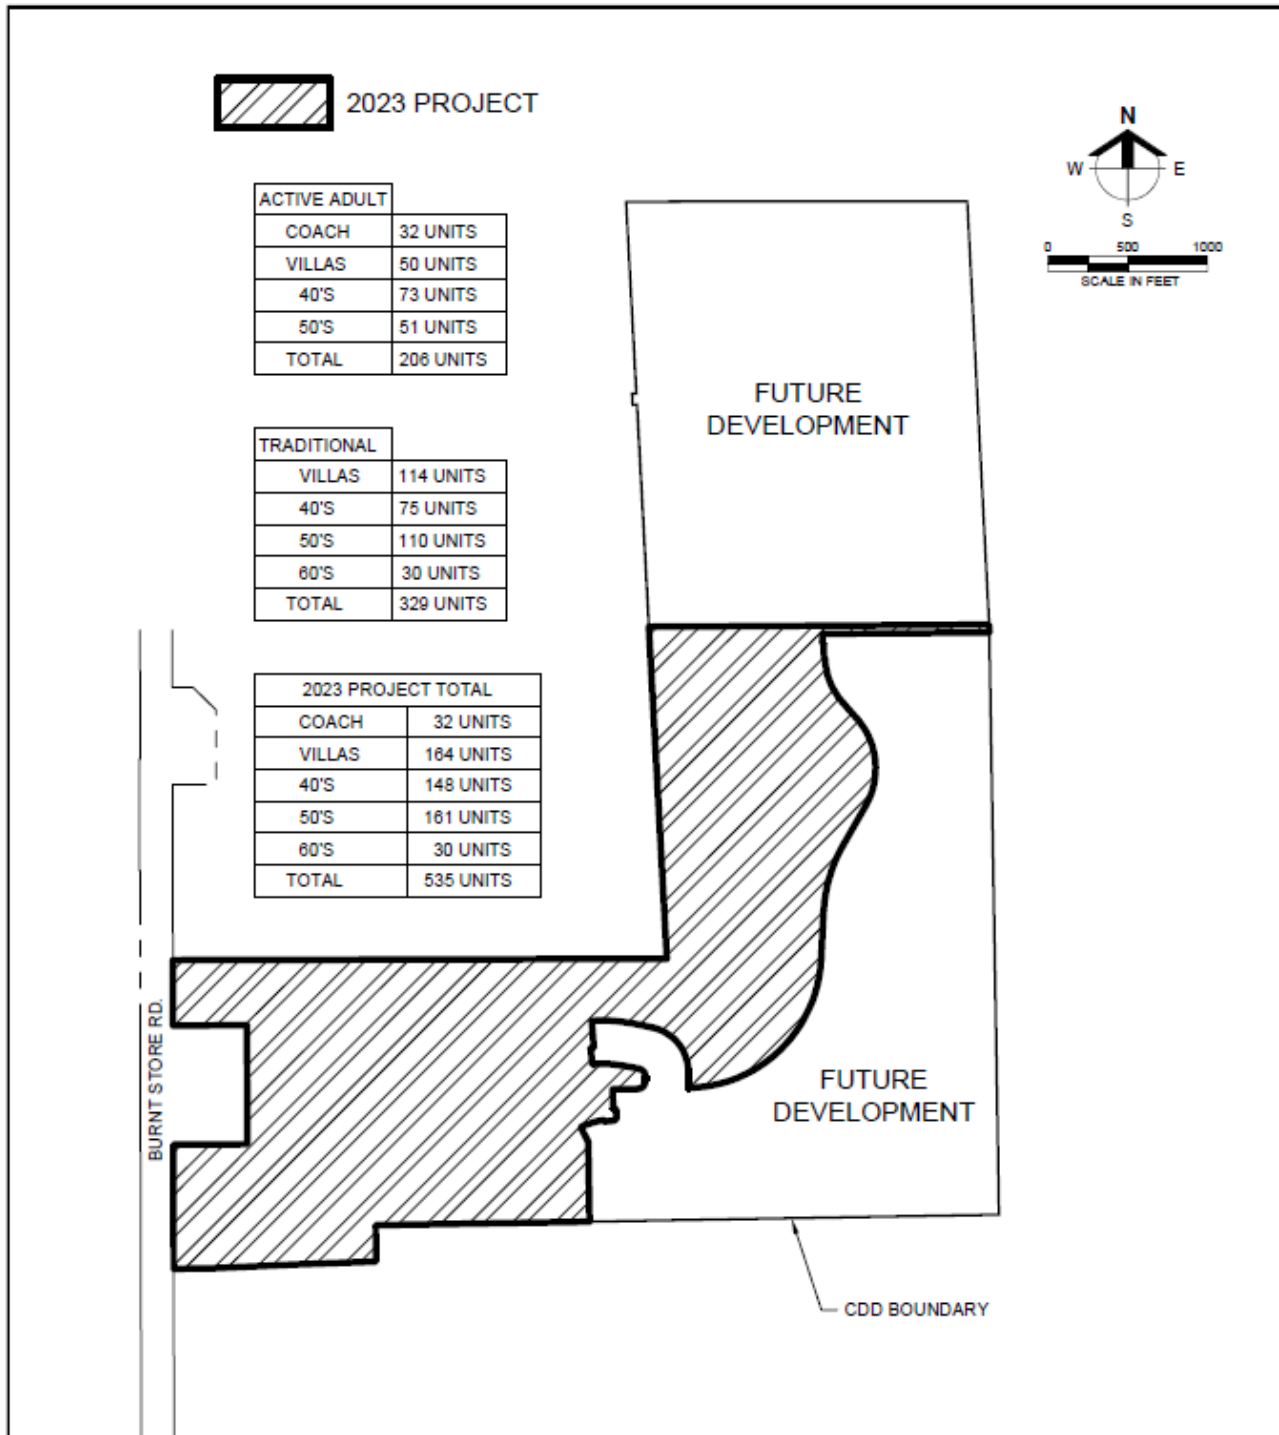 2023 PROJECT
N
W E
S
0 500 1000
SCALE IN FEET
ACTIVE ADULT
COACH 32 UNITS
VILLAS 50 UNITS
40'S 73 UNITS
50'S 51 UNITS
TOTAL 206 UNITS
TRADITIONAL
VILLAS 114 UNITS
40'S 75 UNITS
50'S 110 UNITS
60'S 30 UNITS
TOTAL 329 UNITS
2023 PROJECT TOTAL
COACH 32 UNITS
VILLAS 164 UNITS
40'S 148 UNITS
50'S 161 UNITS
60'S 30 UNITS
TOTAL 535 UNITS
FUTURE
DEVELOPMENT
BURNT STORE RD.
FUTURE
DEVELOPMENT
CDD BOUNDARY